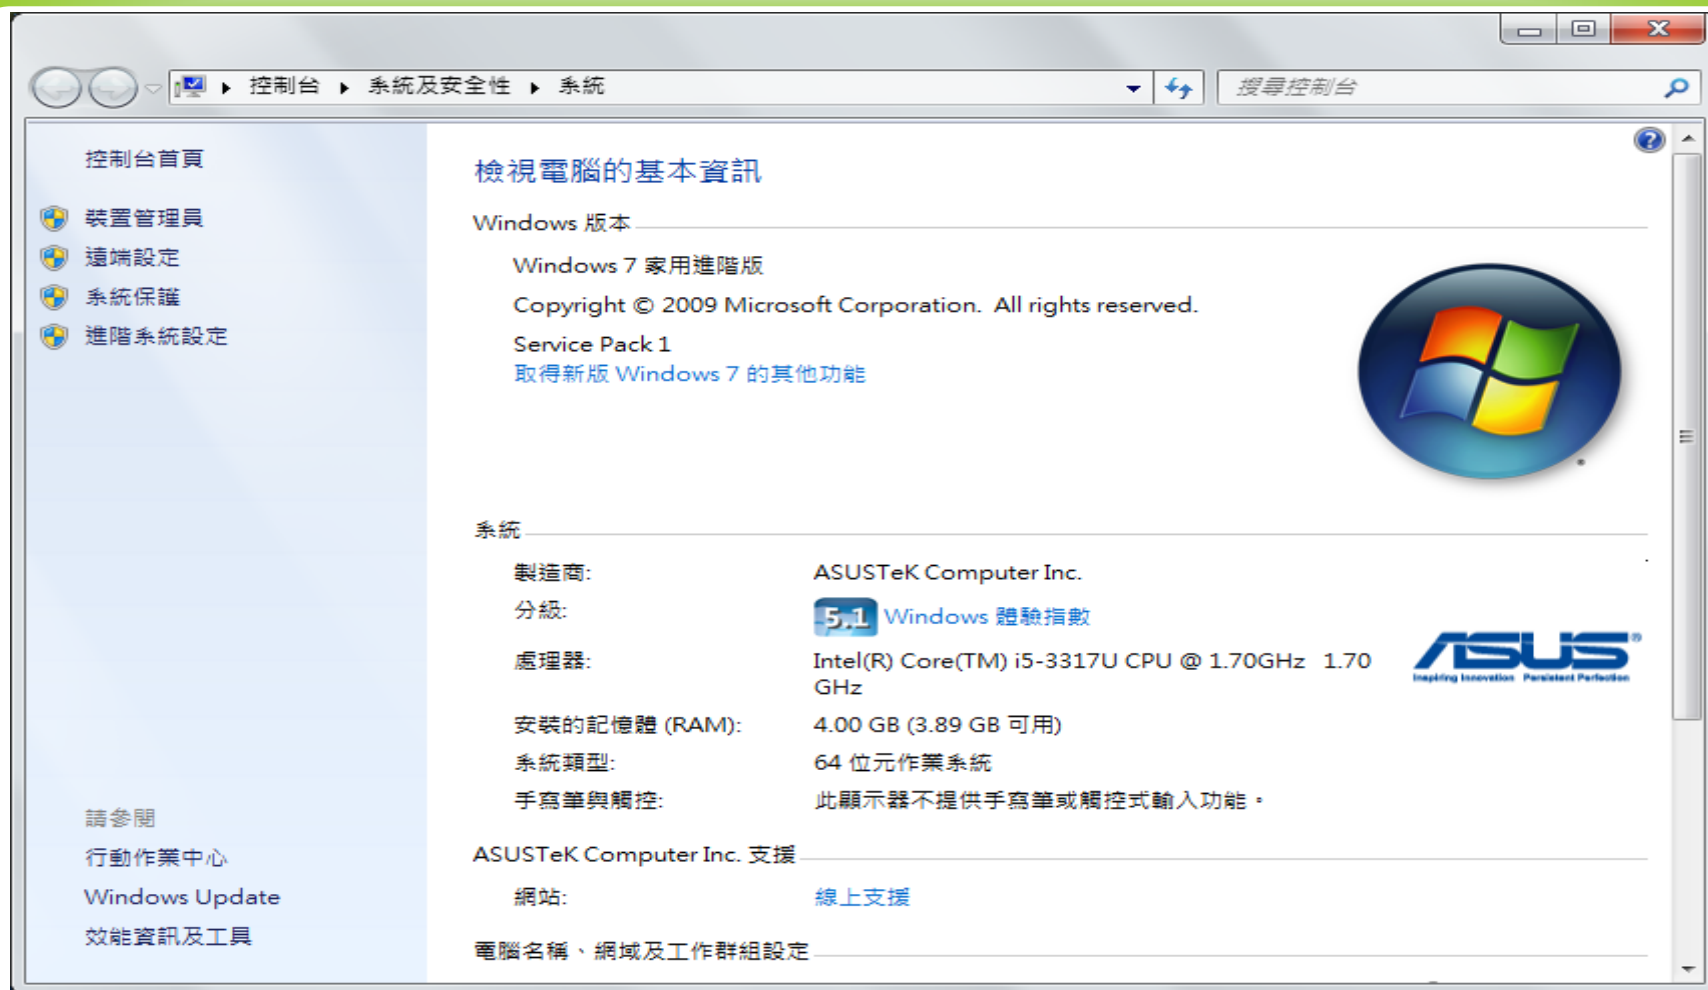 控制台 ▸ 系統及安全性 ▸ 系統
搜尋控制台
控制台首頁
裝置管理員
遠端設定
系統保護
進階系統設定
請參閱
行動作業中心
Windows Update
效能資訊及工具
檢視電腦的基本資訊
Windows 版本
Windows 7 家用進階版
Copyright © 2009 Microsoft Corporation. All rights reserved.
Service Pack 1
取得新版 Windows 7 的其他功能
系統
製造商: ASUSTeK Computer Inc.
分級: 5.1 Windows 體驗指數
處理器: Intel(R) Core(TM) i5-3317U CPU @ 1.70GHz 1.70
GHz
安裝的記憶體 (RAM): 4.00 GB (3.89 GB 可用)
系統類型: 64 位元作業系統
手寫筆與觸控: 此顯示器不提供手寫筆或觸控式輸入功能。
ASUS®
Inspiring Innovation Persistent Perfection
ASUSTeK Computer Inc. 支援
網站: 線上支援
電腦名稱、網域及工作群組設定